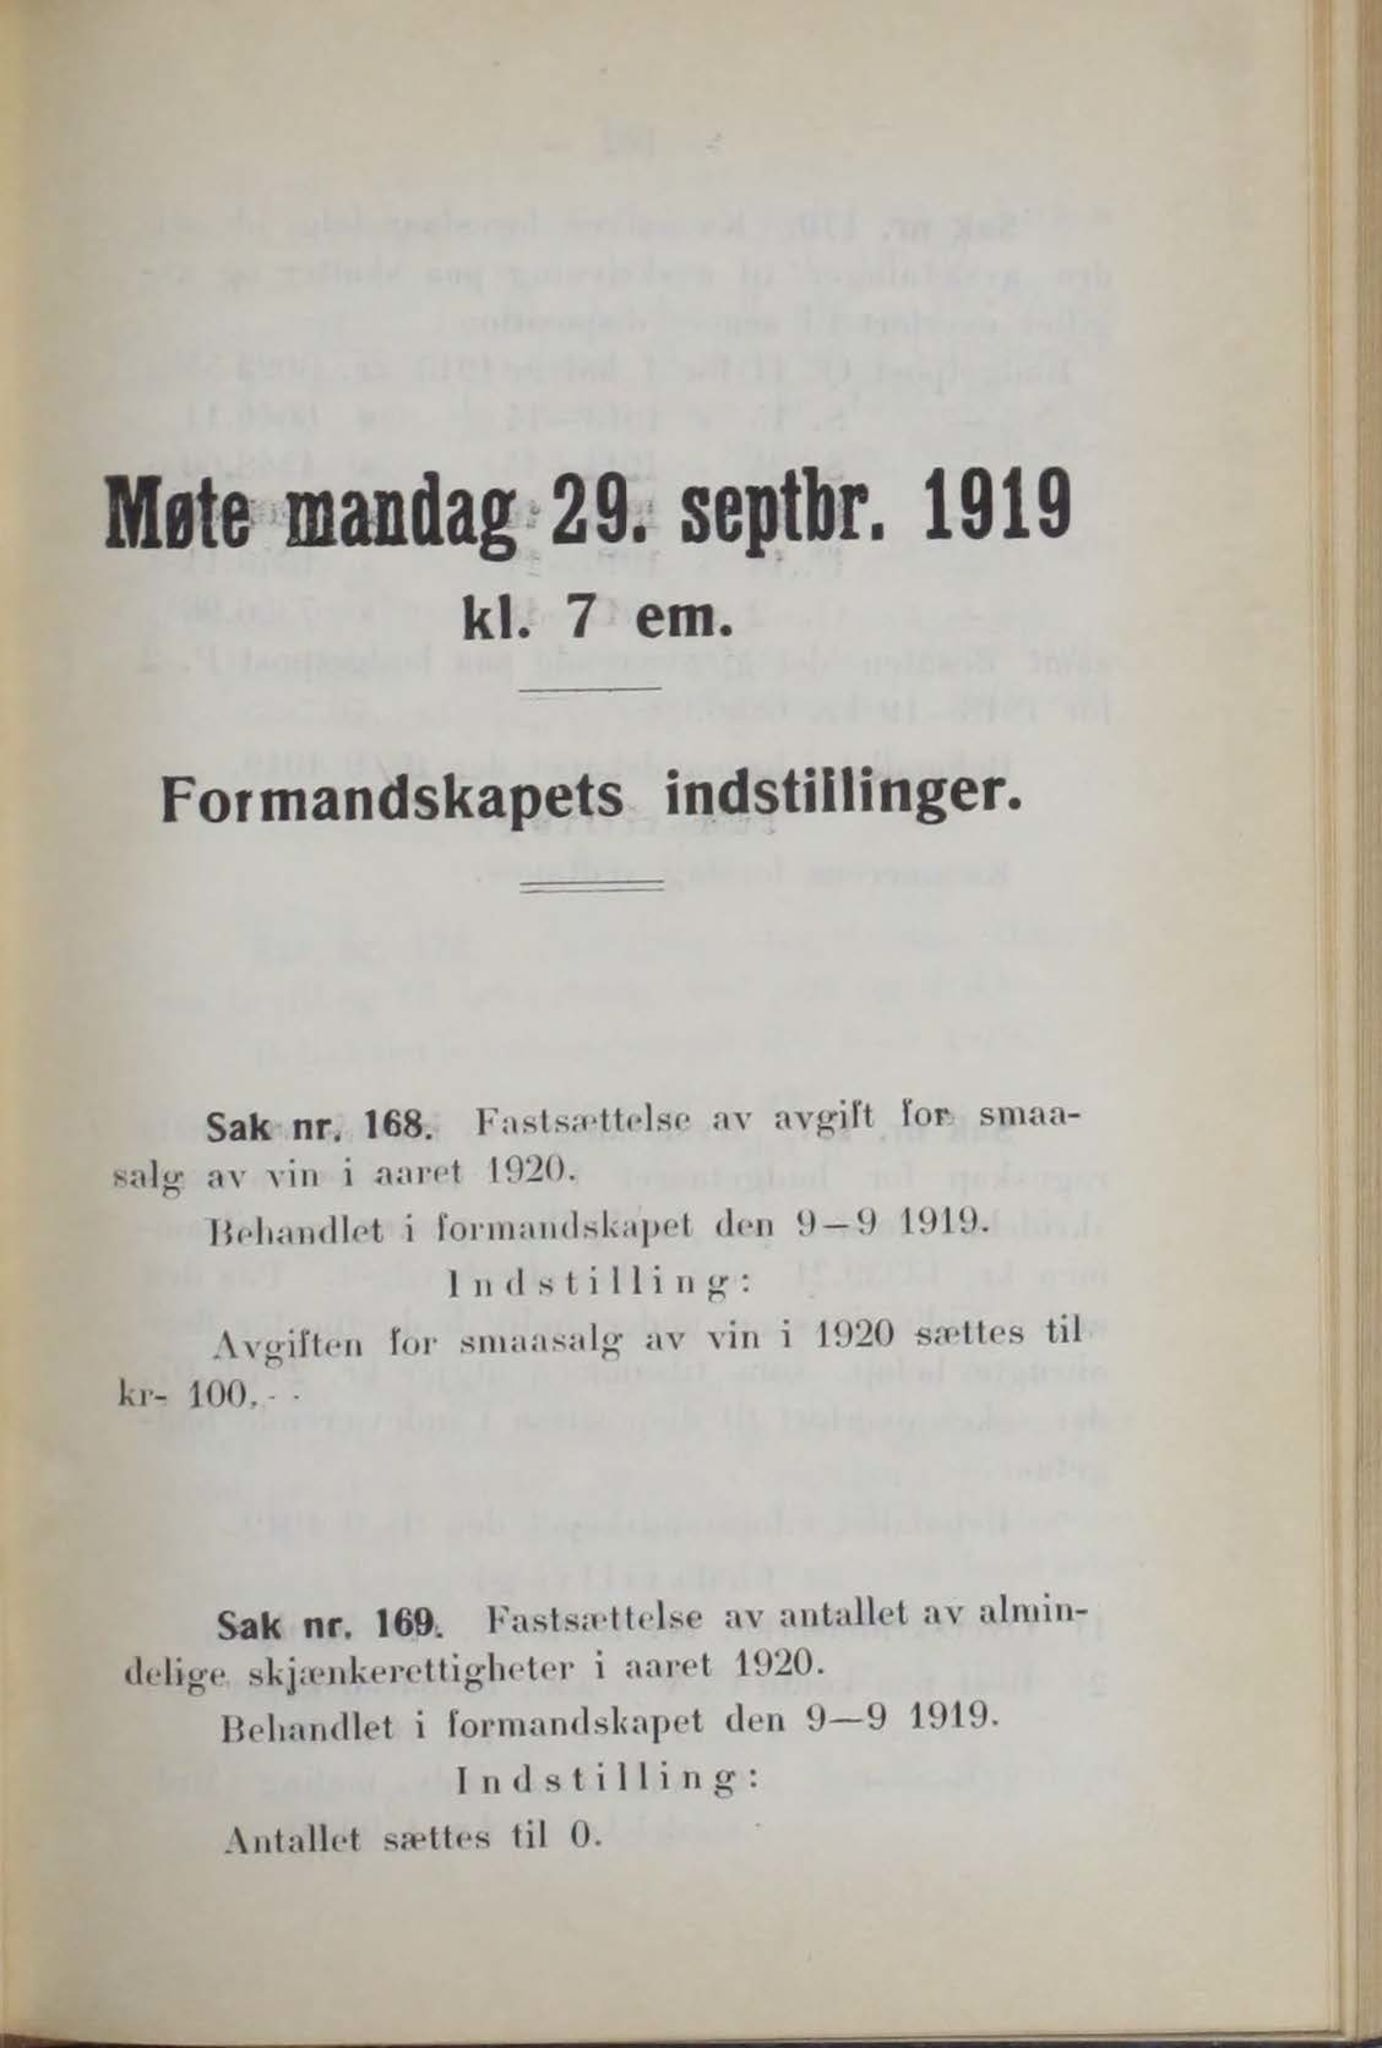 Møte mandag 29. septbr. 1919
kl. 7 em.
Formandskapets indstillinger.
Sak nr. 168. Fastsættelse av avgift for smaa-
salg av vin i aaret 1920.
Behandlet i formandskapet den 9—9 1919.
Indstilling:
Avgiften for smaasalg av vin i 1920 sættes til
kr- 100.- -
Sak nr. 169. Fastsættelse av antallet av almin-
delige skjænkerettigheter i aaret 1920.
Behandlet i formandskapet den 9—9 1919.
Indstilling:
Antallet sættes til 0.